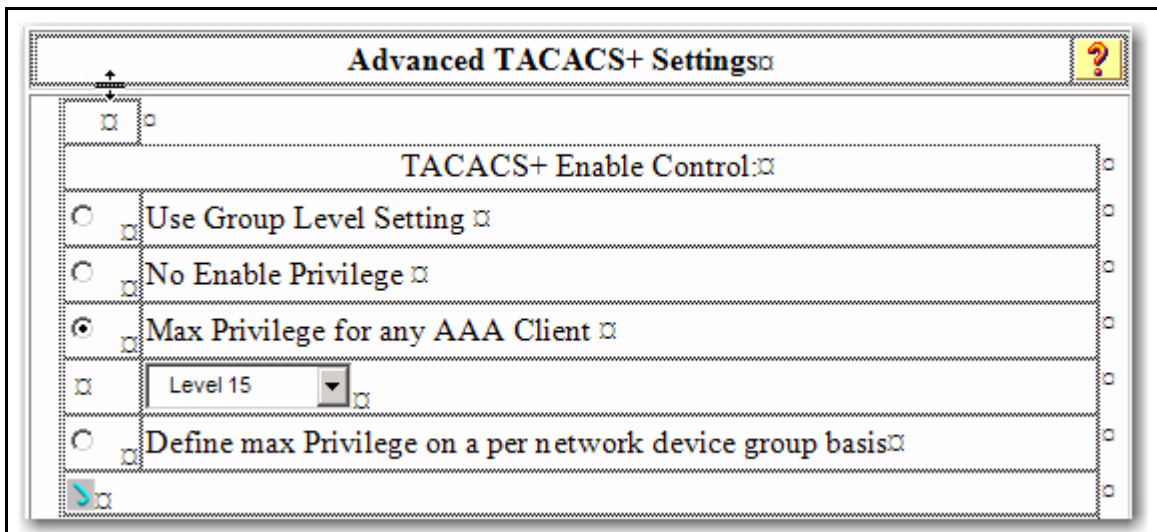 Advanced TACACS+ Settings¤
?
¤ ¤
TACACS+ Enable Control:¤ ¤
¤ Use Group Level Setting ¤ ¤
¤ No Enable Privilege ¤ ¤
¤ Max Privilege for any AAA Client ¤ ¤
¤ Level 15 ¤ ¤
¤ Define max Privilege on a per network device group basis¤ ¤
¤ ¤